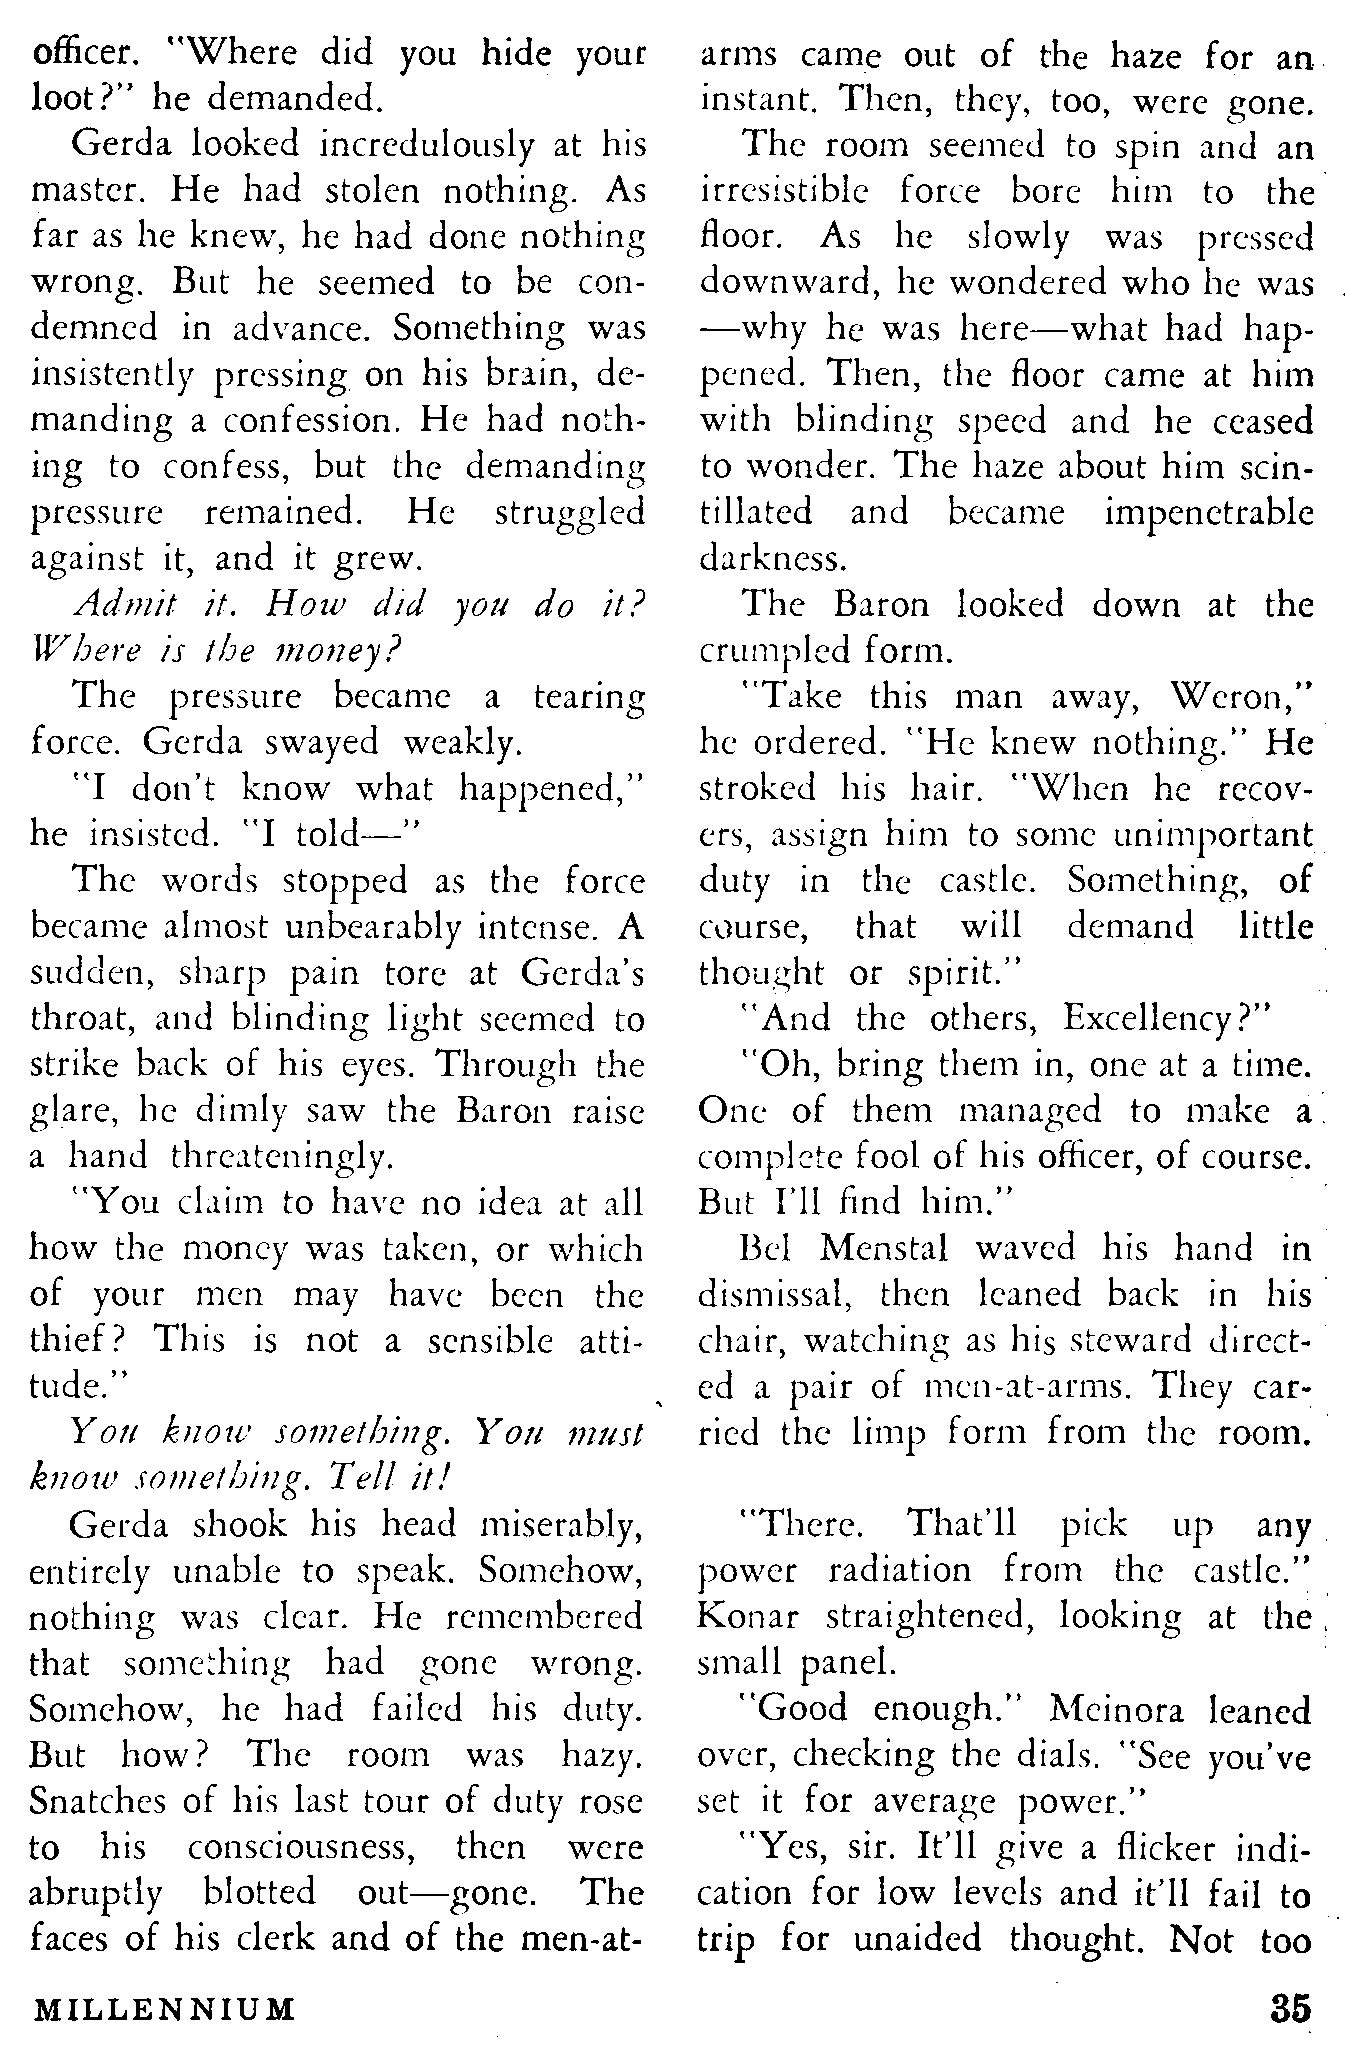 officer. "Where did you hide your
loot?" he demanded.
Gerda looked incredulously at his
master. He had stolen nothing. As
far as he knew, he had done nothing
wrong. But he seemed to be con-
demned in advance. Something was
insistently pressing on his brain, de-
manding a confession. He had noth-
ing to confess, but the demanding
pressure remained. He struggled
against it, and it grew.
Admit it. How did you do it?
Where is the money?
The pressure became a tearing
force. Gerda swayed weakly.
"I don't know what happened,"
he insisted. "I told—"
The words stopped as the force
became almost unbearably intense. A
sudden, sharp pain tore at Gerda's
throat, and blinding light seemed to
strike back of his eyes. Through the
glare, he dimly saw the Baron raise
a hand threateningly.
"You claim to have no idea at all
how the money was taken, or which
of your men may have been the
thief? This is not a sensible atti-
tude."
You know something. You must
know something. Tell it!
Gerda shook his head miserably,
entirely unable to speak. Somehow,
nothing was clear. He remembered
that something had gone wrong.
Somehow, he had failed his duty.
But how? The room was hazy.
Snatches of his last tour of duty rose
to his consciousness, then were
abruptly blotted out—gone. The
faces of his clerk and of the men-at-
arms came out of the haze for an
instant. Then, they, too, were gone.
The room seemed to spin and an
irresistible force bore him to the
floor. As he slowly was pressed
downward, he wondered who he was
—why he was here—what had hap-
pened. Then, the floor came at him
with blinding speed and he ceased
to wonder. The haze about him scin-
tillated and became impenetrable
darkness.
The Baron looked down at the
crumpled form.
"Take this man away, Weron,"
he ordered. "He knew nothing." He
stroked his hair. "When he recov-
ers, assign him to some unimportant
duty in the castle. Something, of
course, that will demand little
thought or spirit."
"And the others, Excellency?"
"Oh, bring them in, one at a time.
One of them managed to make a
complete fool of his officer, of course.
But I'll find him."
Bel Menstal waved his hand in
dismissal, then leaned back in his
chair, watching as his steward direct-
ed a pair of men-at-arms. They car-
ried the limp form from the room.
"There. That'll pick up any
power radiation from the castle."
Konar straightened, looking at the
small panel.
"Good enough." Meinora leaned
over, checking the dials. "See you've
set it for average power."
"Yes, sir. It'll give a flicker indi-
cation for low levels and it'll fail to
trip for unaided thought. Not too
MILLENNIUM
35